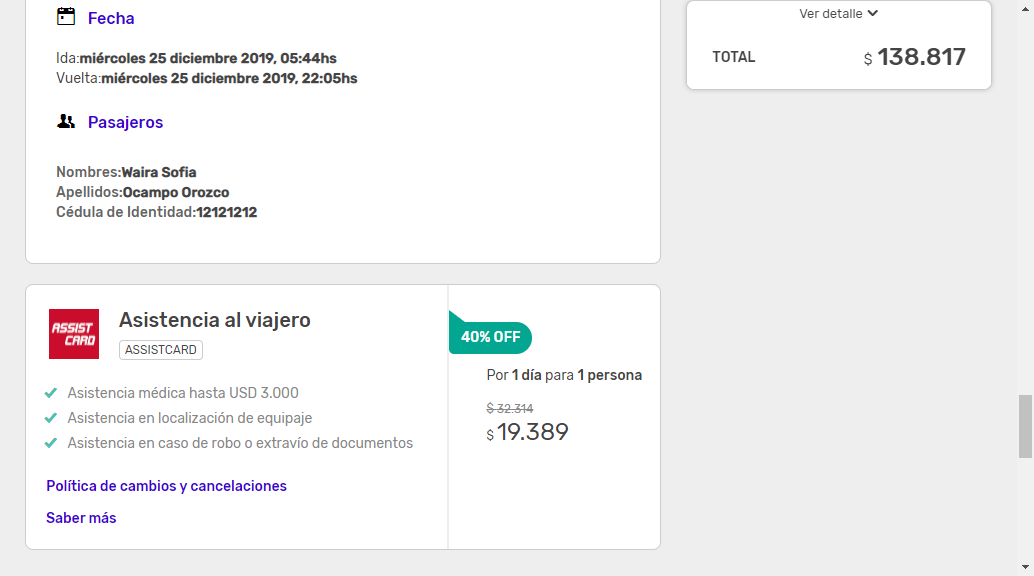 Fecha
Ida:miércoles 25 diciembre 2019, 05:44hs
Vuelta:miércoles 25 diciembre 2019, 22:05hs
Pasajeros
Nombres:Waira Sofia
Apellidos:Ocampo Orozco
Cédula de Identidad:12121212
Ver detalle
TOTAL $ 138.817
ASSIST CARD
Asistencia al viajero
ASSISTCARD
Asistencia médica hasta USD 3.000
Asistencia en localización de equipaje
Asistencia en caso de robo o extravío de documentos
Política de cambios y cancelaciones
Saber más
40% OFF
Por 1 día para 1 persona
$ 32.314
$ 19.389